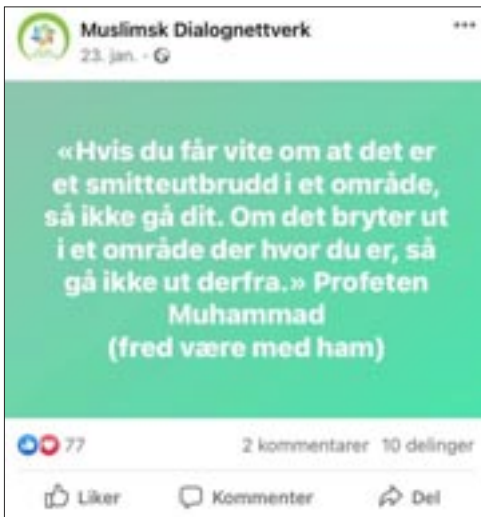 Muslimsk Dialognettverk
23. jan. ·
«Hvis du får vite om at det er
et smitteutbrudd i et område,
så ikke gå dit. Om det bryter ut
i et område der hvor du er, så
gå ikke ut derfra.» Profeten
Muhammad
(fred være med ham)
77 2 kommentarer 10 delinger
Liker Kommenter Del